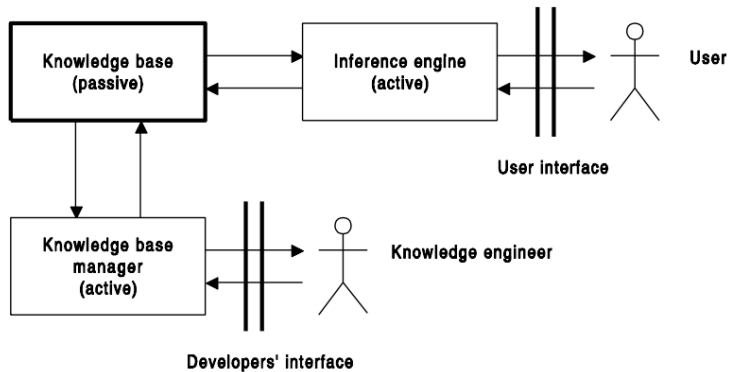 Knowledge base
(passive)
Inference engine
(active)
User
User interface
Knowledge base
manager
(active)
Knowledge engineer
Developers' interface